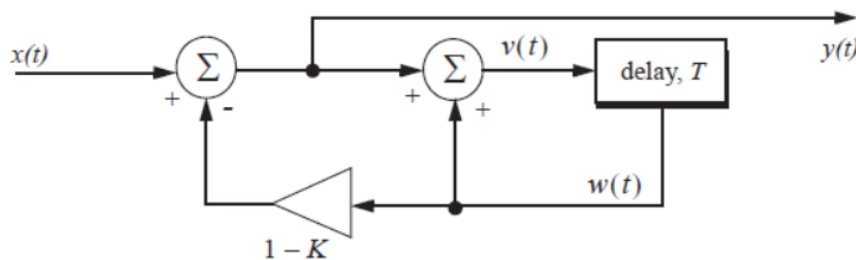 x(t)
Σ
+
-
Σ
+
+
v(t)
delay, T
y(t)
w(t)
1 – K